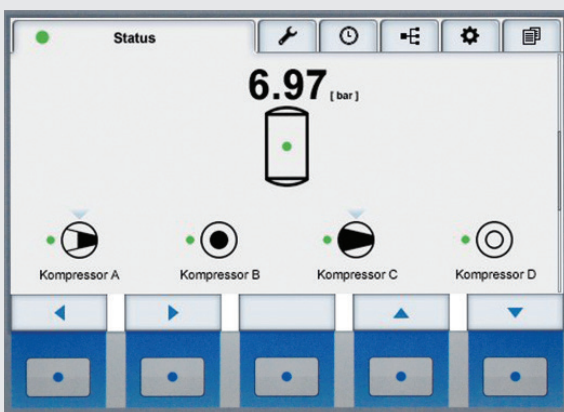 Status
6.97 [ bar ]
Kompressor A
Kompressor B
Kompressor C
Kompressor D